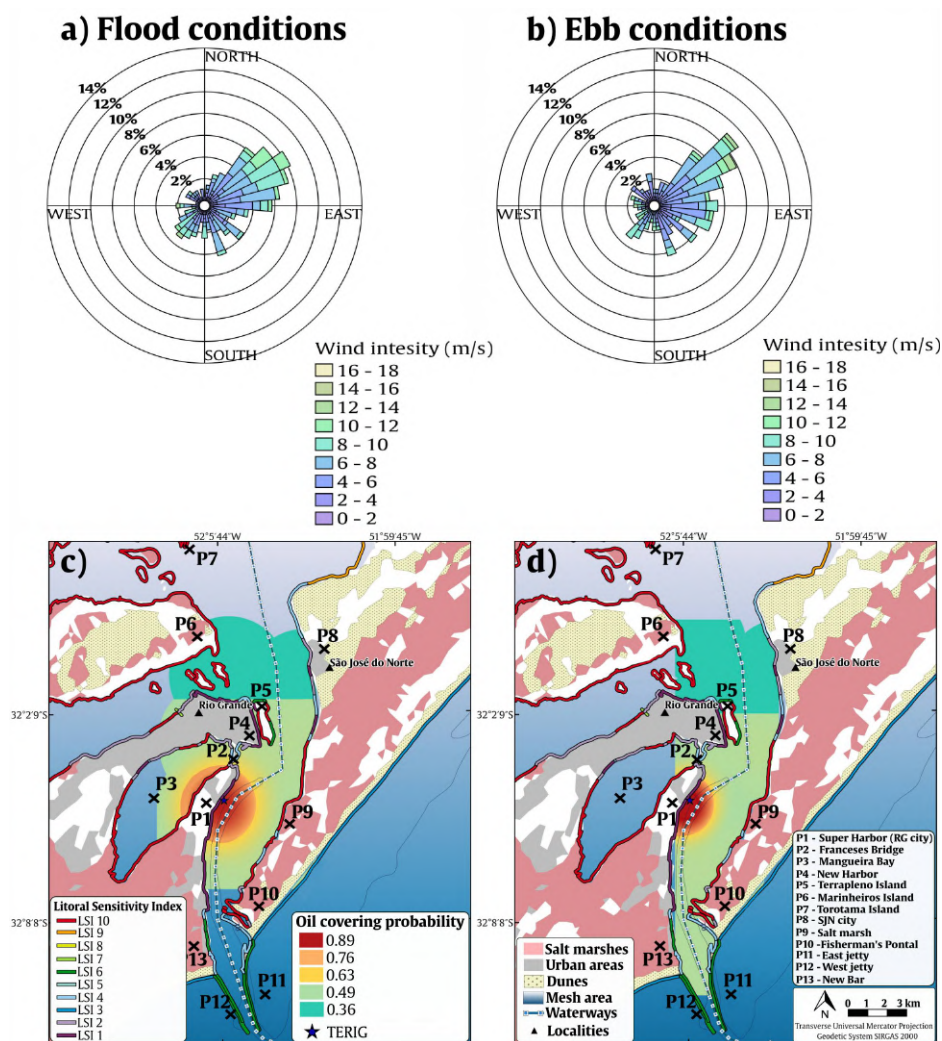 a) Flood conditions
b) Ebb conditions
NORTH
14%
12%
10%
8%
6%
4%
2%
WEST
EAST
SOUTH
NORTH
14%
12%
10%
8%
6%
4%
2%
WEST
EAST
SOUTH
Wind intesity (m/s)
16 - 18
14 - 16
12 - 14
10 - 12
8 - 10
6 - 8
4 - 6
2 - 4
0 - 2
Wind intesity (m/s)
16 - 18
14 - 16
12 - 14
10 - 12
8 - 10
6 - 8
4 - 6
2 - 4
0 - 2
52°5'44"W
51°59'45"W
52°5'44"W
51°59'45"W
c)
P7
P6
P8
São José do Norte
P5
Rio Grande
P4
P2
P3
P1
P9
P10
P13
P11
P12
32°2'9"S
32°8'8"S
Litoral Sensitivity Index
LSI 10
LSI 9
LSI 8
LSI 7
LSI 6
LSI 5
LSI 4
LSI 3
LSI 2
LSI 1
Oil covering probability
0.89
0.76
0.63
0.49
0.36
TERIG
d)
P7
P6
P8
São José do Norte
P5
Rio Grande
P4
P2
P3
P1
P9
P10
P13
P11
P12
32°2'9"S
32°8'8"S
Salt marshes
Urban areas
Dunes
Mesh area
Waterways
Localities
P1 - Super Harbor (RG city)
P2 - Franceses Bridge
P3 - Mangueira Bay
P4 - New Harbor
P5 - Terrapleno Island
P6 - Marinheiros Island
P7 - Torotama Island
P8 - SJN city
P9 - Salt marsh
P10 -Fisherman's Pontal
P11 - East jetty
P12 - West jetty
P13 - New Bar
N
0 1 2 3 km
Transverse Universal Mercator Projection
Geodetic System SIRGAS 2000